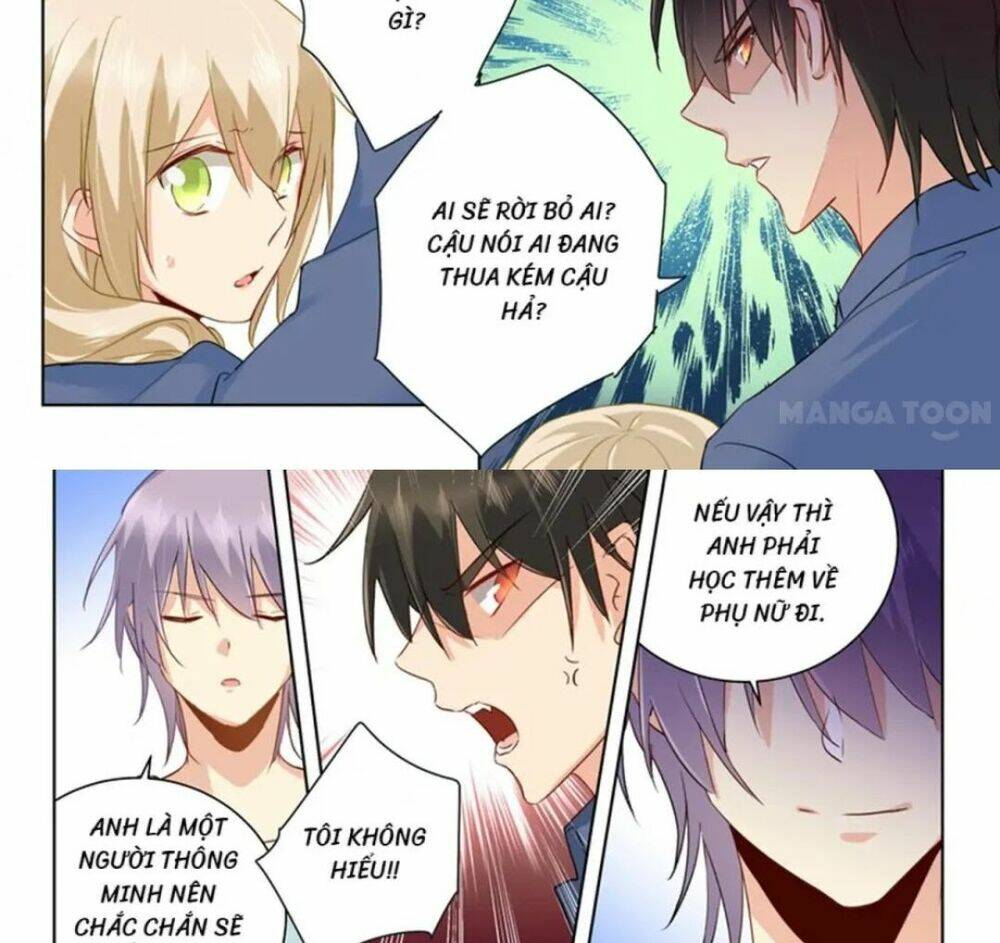 GÌ?
AI SẼ RỜI BỎ AI?
CẬU NÓI AI ĐANG
THUA KÉM CẬU
HẢ?
MANGA TOON
ANH LÀ MỘT
NGƯỜI THÔNG
MINH NÊN
CHẮC CHẮN SẼ
TÔI KHÔNG
HIỂU!!
NẾU VẬY THÌ
ANH PHẢI
HỌC THÊM VỀ
PHỤ NỮ ĐI.